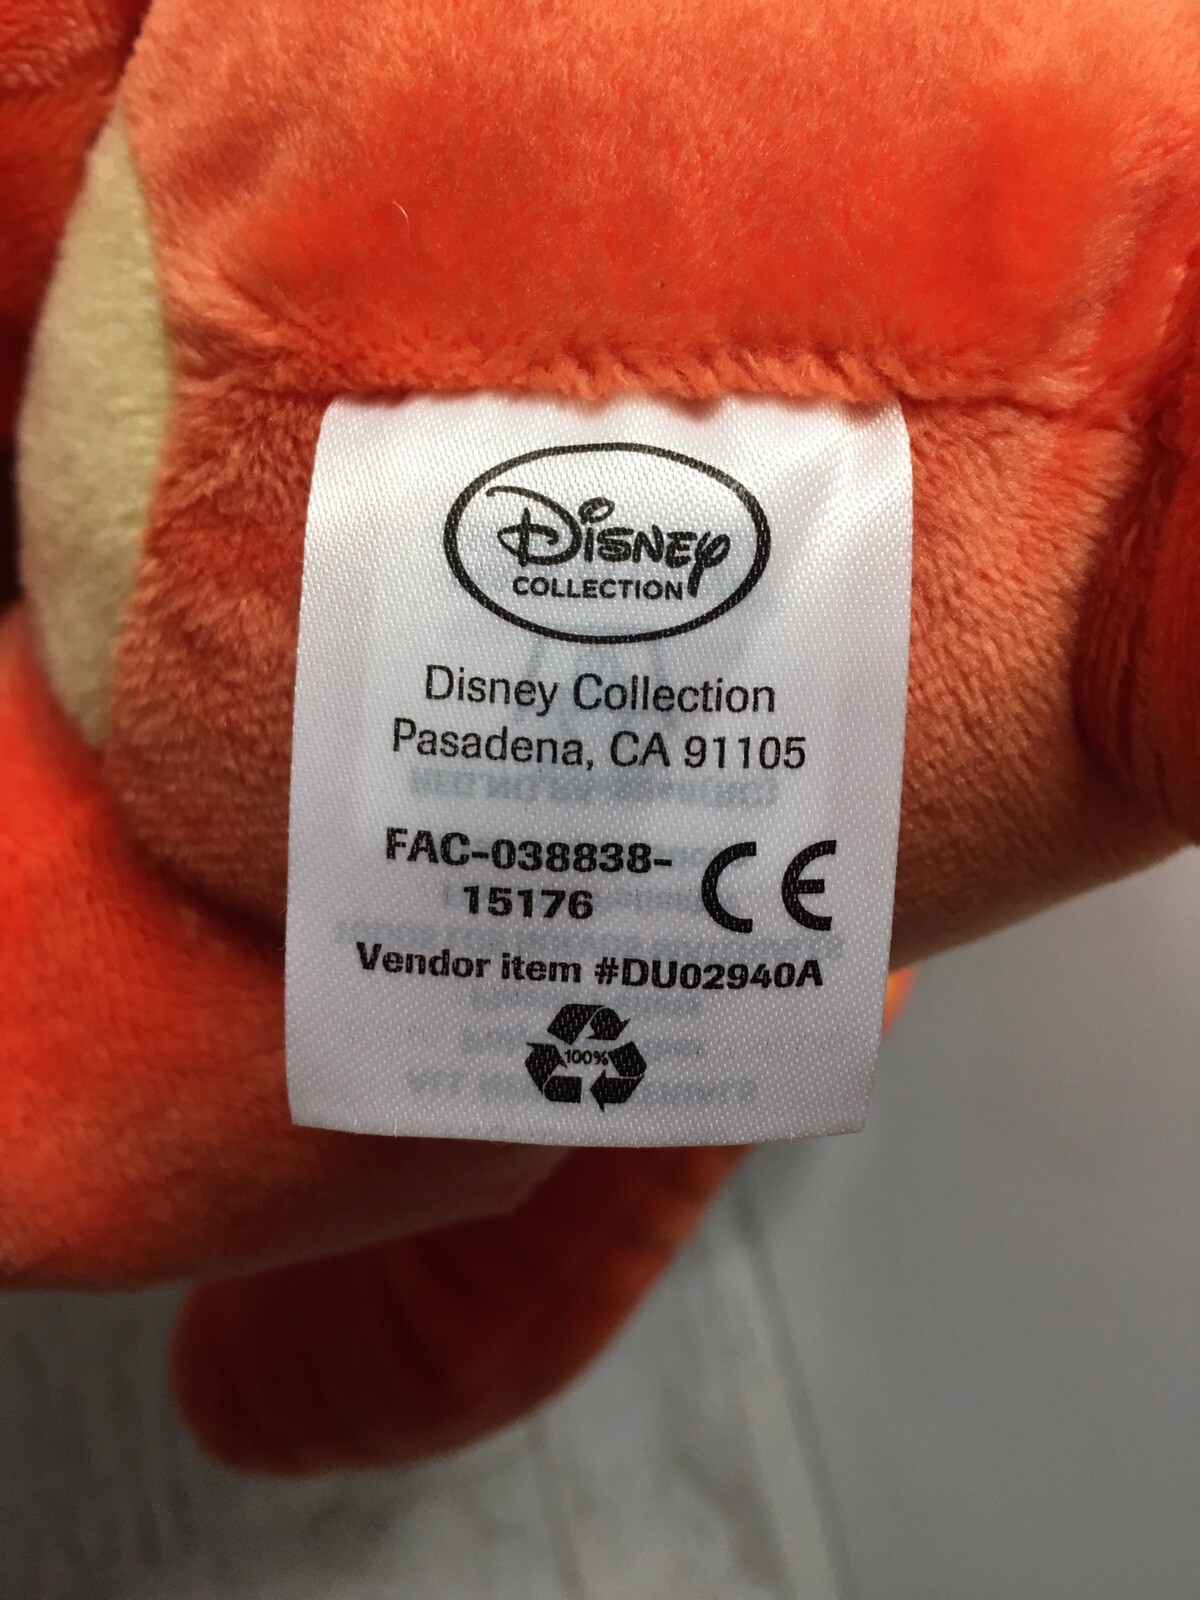 Disney
COLLECTION
Disney Collection
Pasadena, CA 91105
FAC-038838-
15176
CE
Vendor item #DU02940A
100%